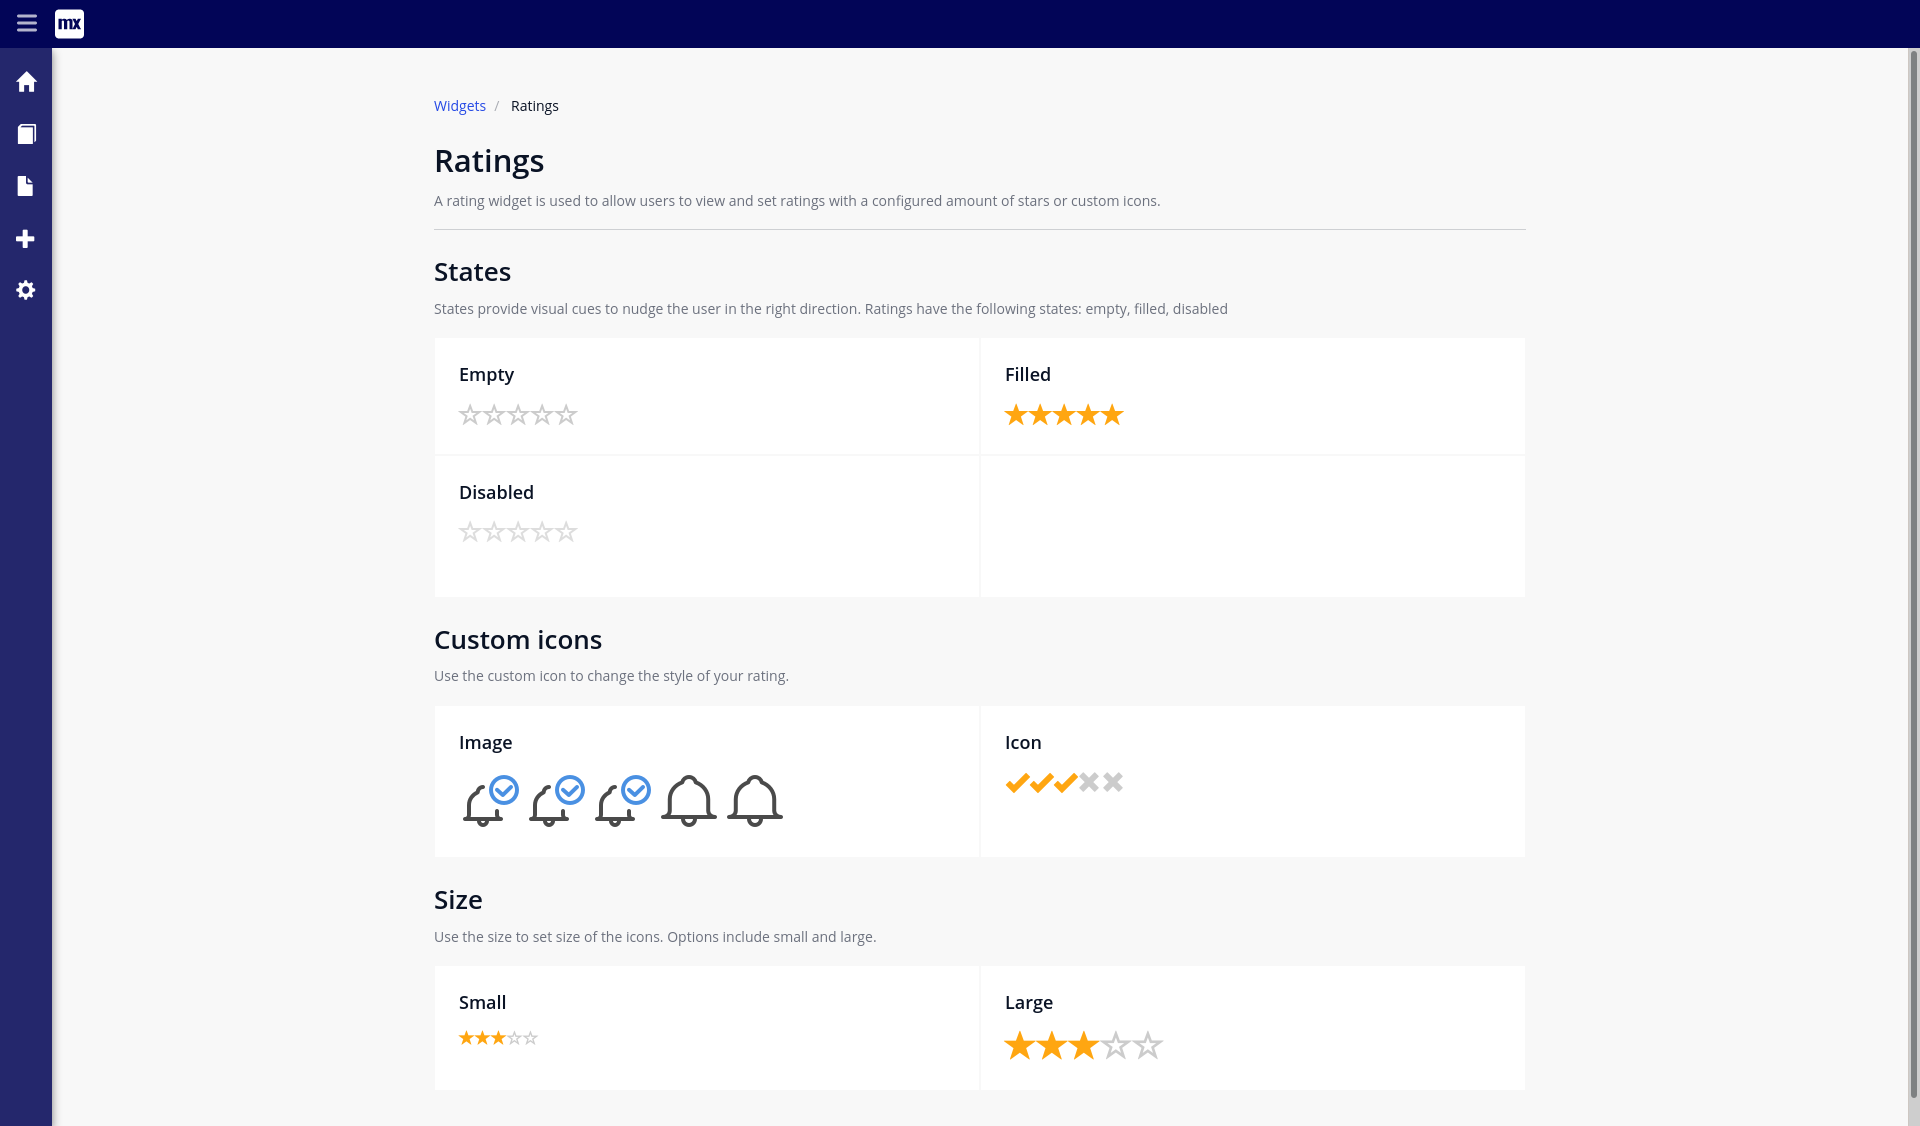 mx
Widgets / Ratings
Ratings
A rating widget is used to allow users to view and set ratings with a configured amount of stars or custom icons.
States
States provide visual cues to nudge the user in the right direction. Ratings have the following states: empty, filled, disabled
Empty
Filled
Disabled
Custom icons
Use the custom icon to change the style of your rating.
Image
Icon
Size
Use the size to set size of the icons. Options include small and large.
Small
Large